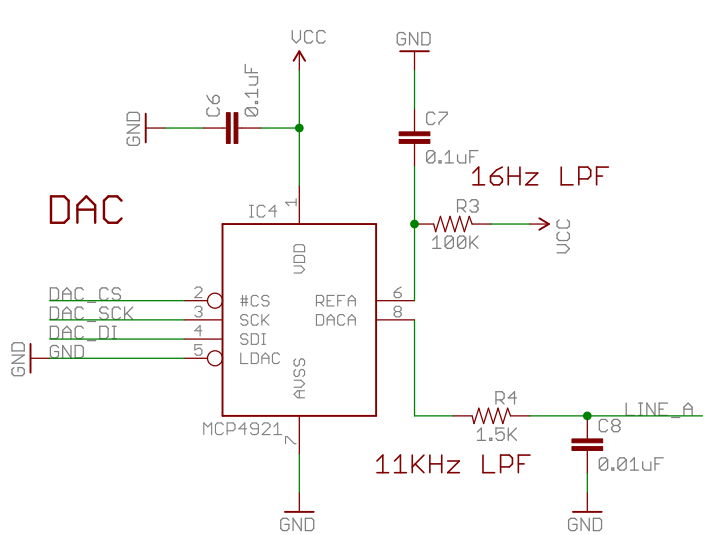 VCC
GND
C6
0.1uF
GND
C7
0.1uF
16Hz LPF
DAC
IC4
1
R3
100K
VCC
VDD
DAC_CS
2
#CS
REFA
6
DAC_SCK
3
SCK
DACA
8
DAC_DI
4
SDI
GND
GND
5
LDAC
AVSS
MCP4921
7
R4
1.5K
LINE_A
C8
0.01uF
11KHz LPF
GND
GND